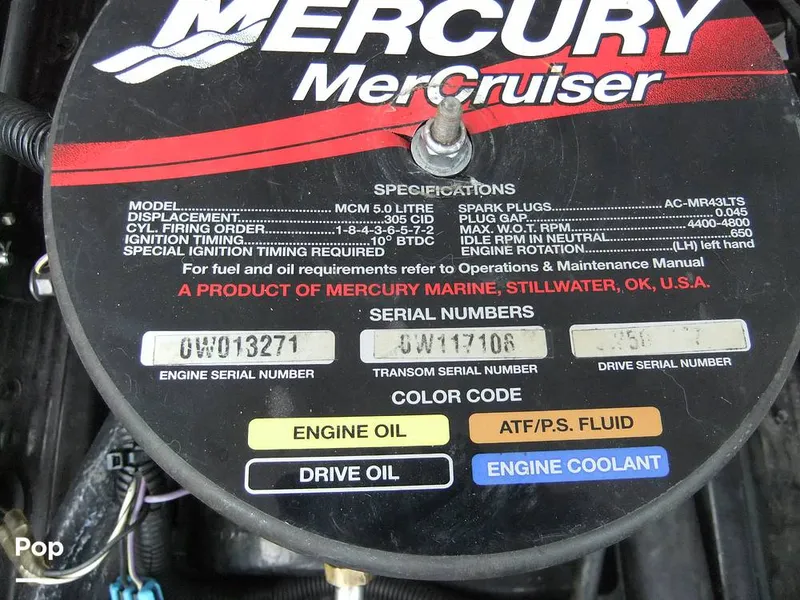 MERCURY
MerCruiser
SPECIFICATIONS
MODEL.......................... MCM 5.0 LITRE
DISPLACEMENT..........................305 CID
CYL. FIRING ORDER.............1-8-4-3-6-5-7-2
IGNITION TIMING......................10° BTDC
SPECIAL IGNITION TIMING REQUIRED
SPARK PLUGS.......................... AC-MR43LTS
PLUG GAP.......................................... 0.045
MAX. W.O.T. RPM.......................... 4400-4800
IDLE RPM IN NEUTRAL.......................... .650
ENGINE ROTATION...............(LH) left hand
For fuel and oil requirements refer to Operations & Maintenance Manual
A PRODUCT OF MERCURY MARINE, STILLWATER, OK, U.S.A.
SERIAL NUMBERS
0W013271
ENGINE SERIAL NUMBER
0W117106
TRANSOM SERIAL NUMBER
DRIVE SERIAL NUMBER
COLOR CODE
ENGINE OIL
ATF/P.S. FLUID
DRIVE OIL
ENGINE COOLANT
Pop